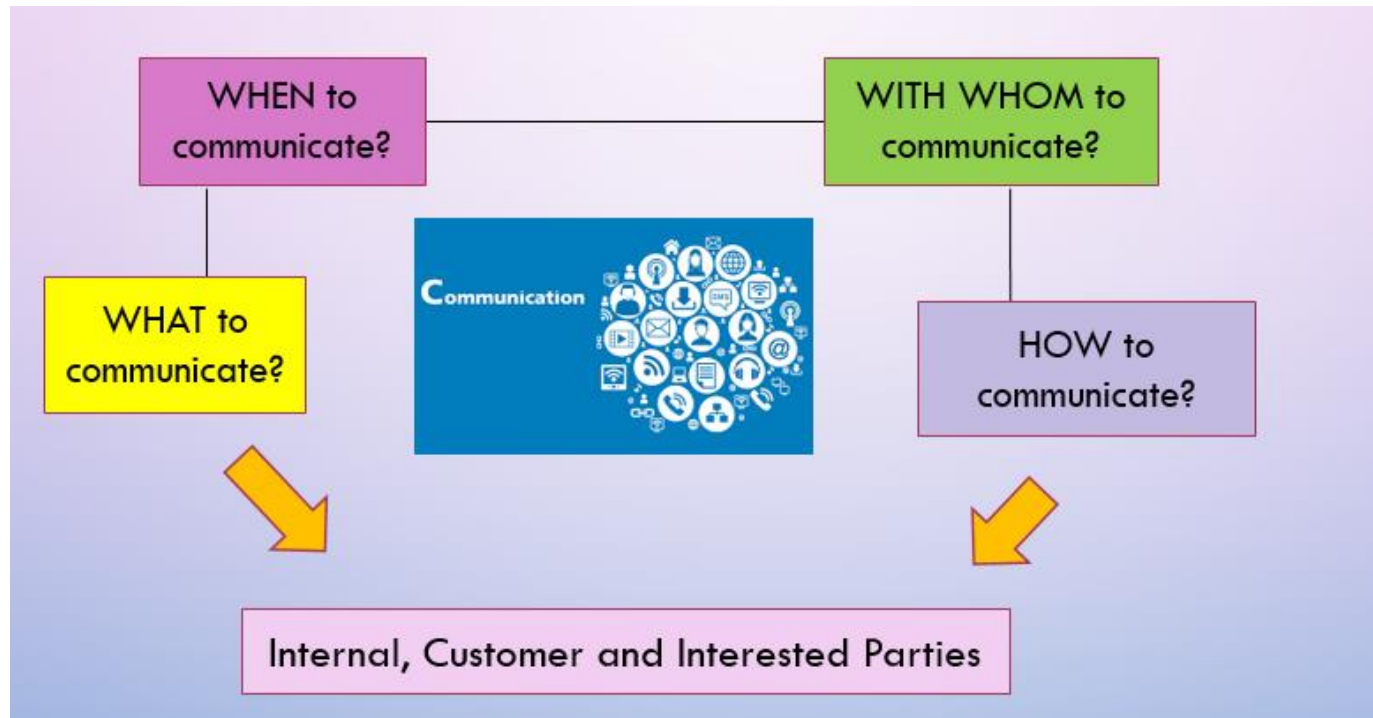 WHEN to
communicate?
WITH WHOM to
communicate?
Communication
SMS
@
WHAT to
communicate?
HOW to
communicate?
Internal, Customer and Interested Parties